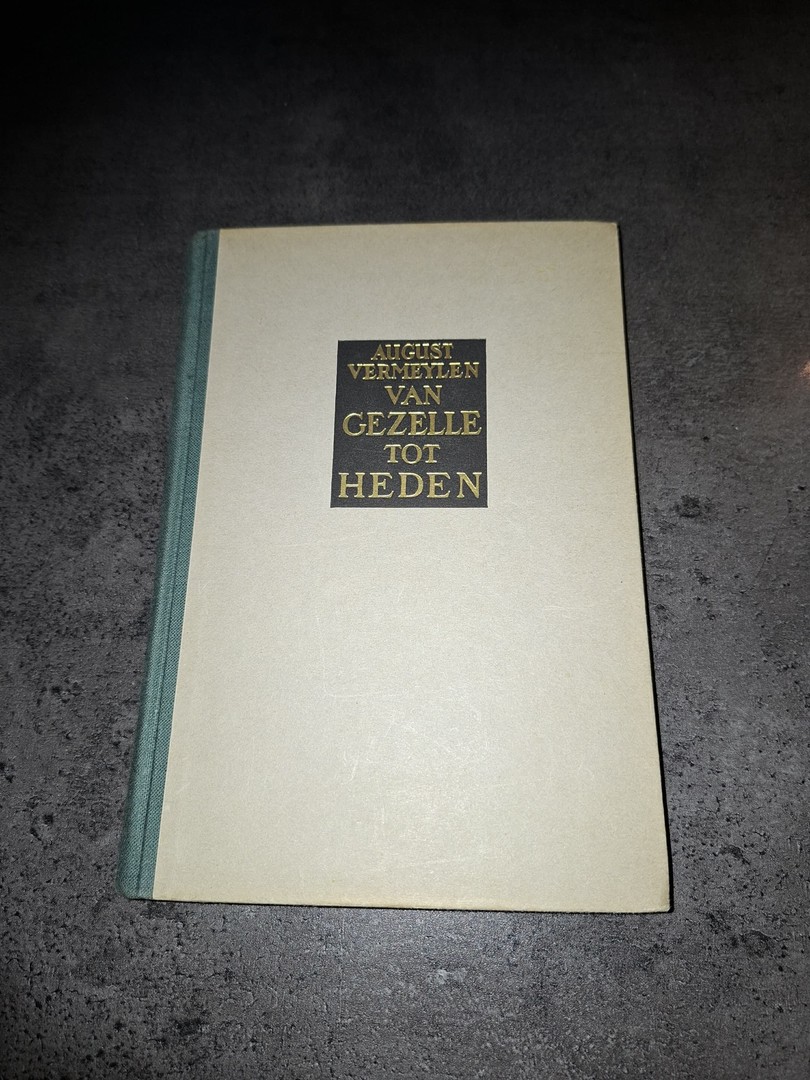 AUGUST
VERMEYLEN
VAN
GEZELLE
TOT
HEDEN